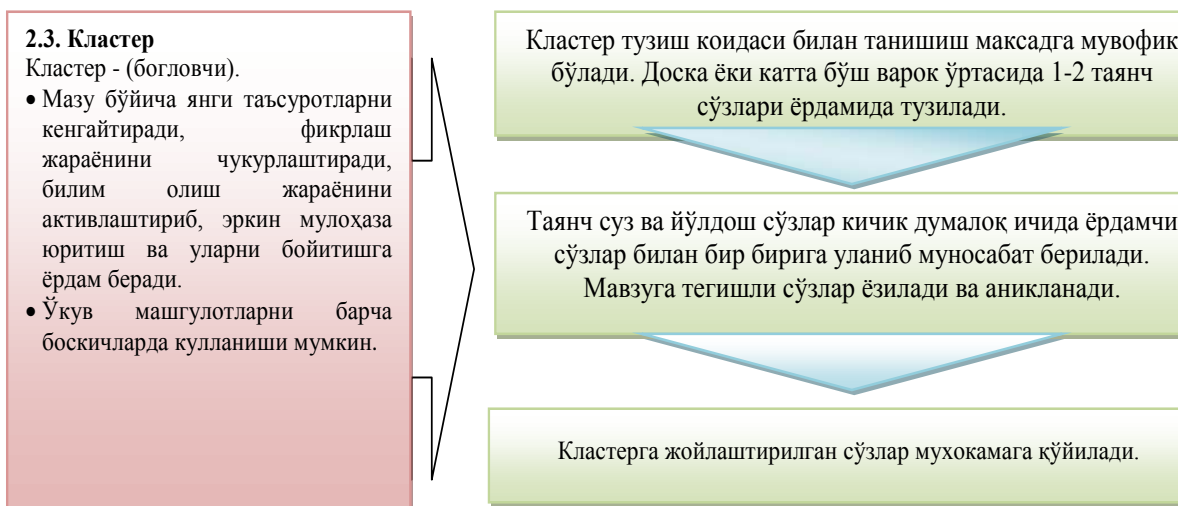 2.3. Кластер
Кластер - (богловчи).
• Мазу бўйича янги таъсуротларни
кенгайтиради, фикрлаш
жараёнини чукурлаштиради,
билим олиш жараёнини
активлаштириб, эркин мулоҳаза
юритиш ва уларни бойитишга
ёрдам беради.
• Ўкув машгулотларни барча
боскичларда кулланиши мумкин.
Кластер тузиш коидаси билан танишиш максадга мувофик
бўлади. Доска ёки катта бўш варок ўртасида 1-2 таянч
сўзлари ёрдамида тузилади.
Таянч суз ва йўлдош сўзлар кичик думалоқ ичида ёрдамчи
сўзлар билан бир бирига уланиб муносабат берилади.
Мавзуга тегишли сўзлар ёзилади ва аникланади.
Кластерга жойлаштирилган сўзлар мухокамага қўйилади.